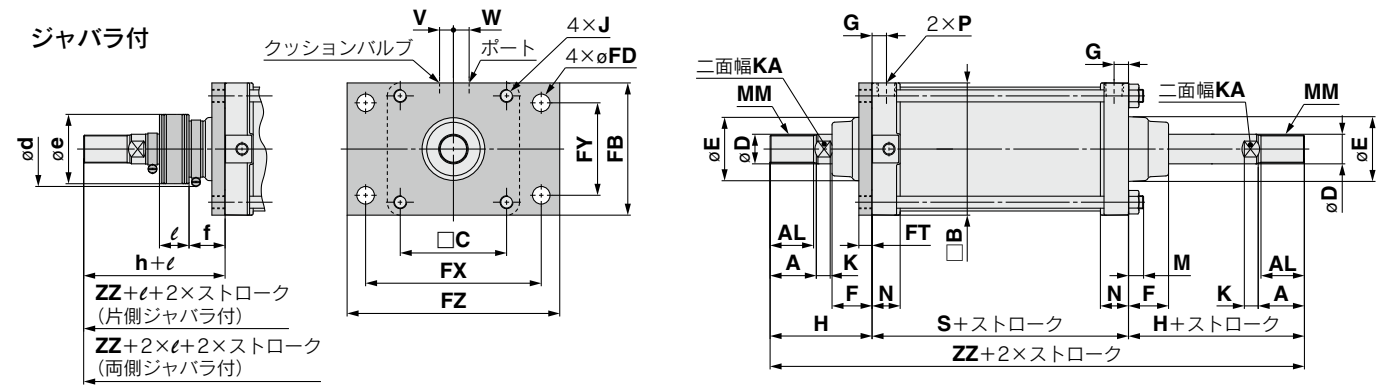 ジャバラ付
V
W
クッションバルブ
ポート
4×J
4×øFD
ød
øe
ℓ
f
h+ℓ
ZZ+ℓ+2×ストローク
（片側ジャバラ付）
ZZ+2×ℓ+2×ストローク
（両側ジャバラ付）
FY
FB
□C
FX
FZ
G
2×P
G
二面幅KA
MM
二面幅KA
MM
øE
øD
øE
øD
AL
FT
□B
A
K
M
AL
F
N
N
F
K
A
H
S+ストローク
H+ストローク
ZZ+2×ストローク